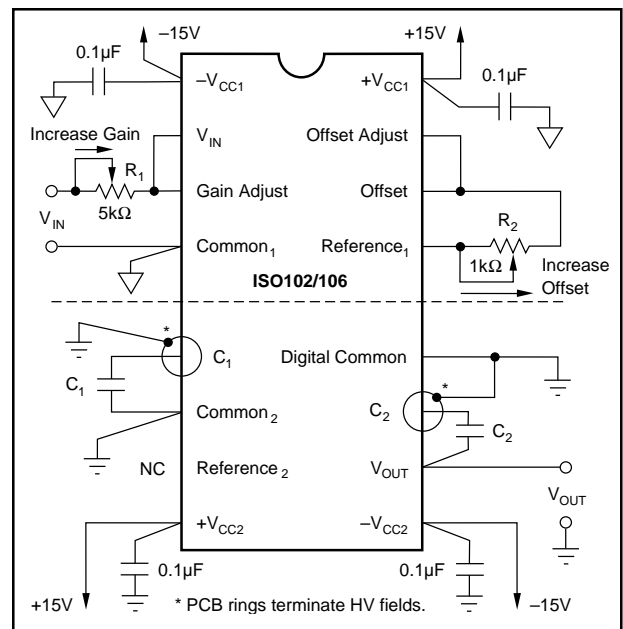 –15V
+15V
0.1µF
0.1µF
–V_CC1
+V_CC1
Increase Gain
V_IN
Offset Adjust
R_1
Gain Adjust
Offset
5kΩ
R_2
V_IN
Common_1
Reference_1
1kΩ
Increase
Offset
ISO102/106
*
C_1
Digital Common
C_1
*
C_2
Common_2
C_2
NC
Reference_2
V_OUT
V_OUT
+V_CC2
–V_CC2
0.1µF
0.1µF
+15V
* PCB rings terminate HV fields.
–15V